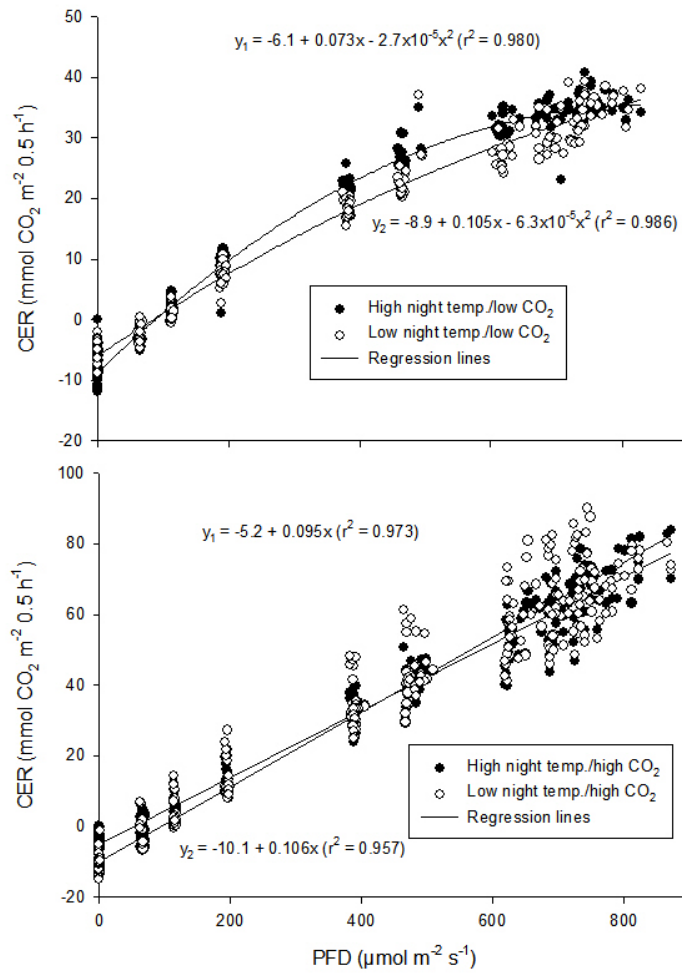 y₁ = -6.1 + 0.073x - 2.7x10⁻⁵x² (r² = 0.980)
50
40
30
20
10
0
-10
-20
CER (mmol CO₂ m⁻² 0.5 h⁻¹)
y₂ = -8.9 + 0.105x - 6.3x10⁻⁵x² (r² = 0.986)
High night temp./low CO₂
Low night temp./low CO₂
Regression lines
100
80
60
40
20
0
-20
CER (mmol CO₂ m⁻² 0.5 h⁻¹)
y₁ = -5.2 + 0.095x (r² = 0.973)
High night temp./high CO₂
Low night temp./high CO₂
Regression lines
y₂ = -10.1 + 0.106x (r² = 0.957)
0 200 400 600 800
PFD (µmol m⁻² s⁻¹)